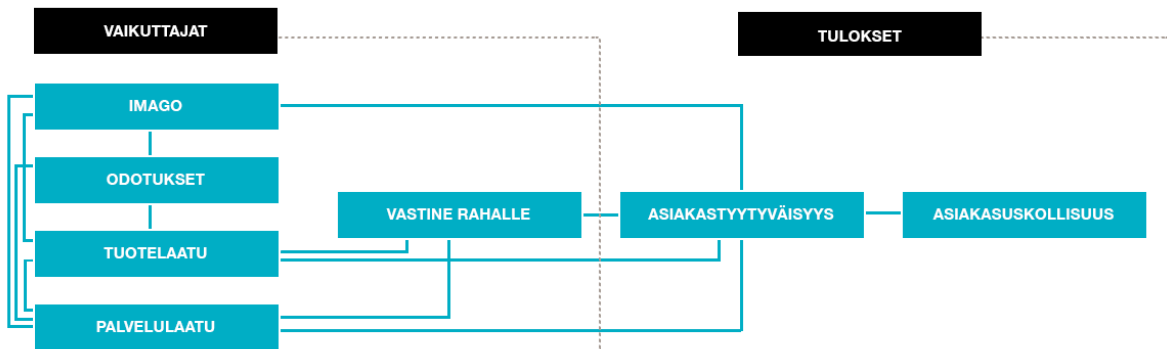 VAIKUTTAJAT
TULOKSET
IMAGO
ODOTUKSET
VASTINE RAHALLE
ASIAKASTYYTYVÄISYYS
ASIAKASUSKOLLISUUS
TUOTELAATU
PALVELULAATU